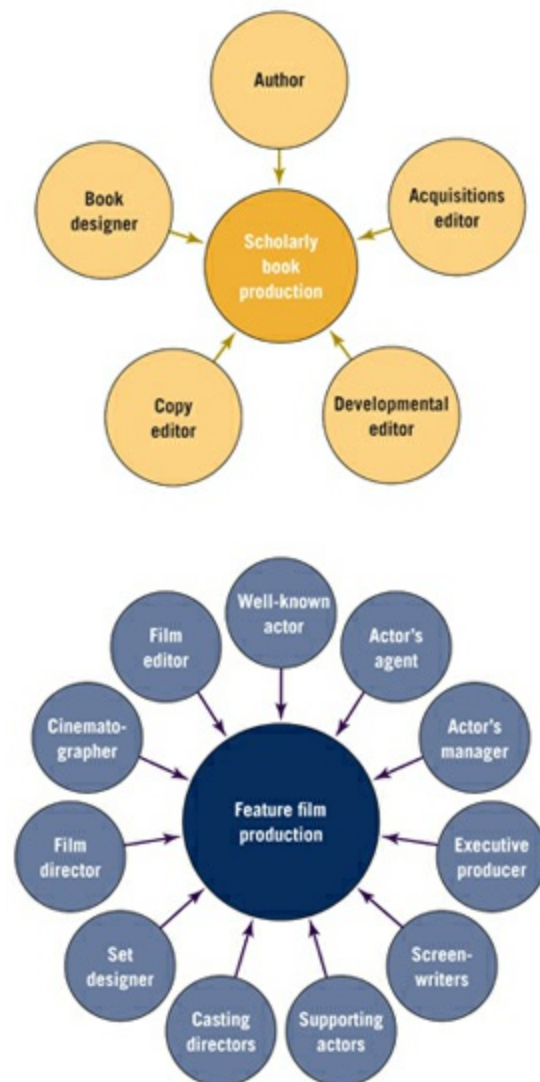 Author
Book
designer
Acquisitions
editor
Scholarly
book
production
Copy
editor
Developmental
editor
Well-known
actor
Film
editor
Actor's
agent
Cinemato-
grapher
Actor's
manager
Feature film
production
Film
director
Executive
producer
Set
designer
Screen-
writers
Casting
directors
Supporting
actors